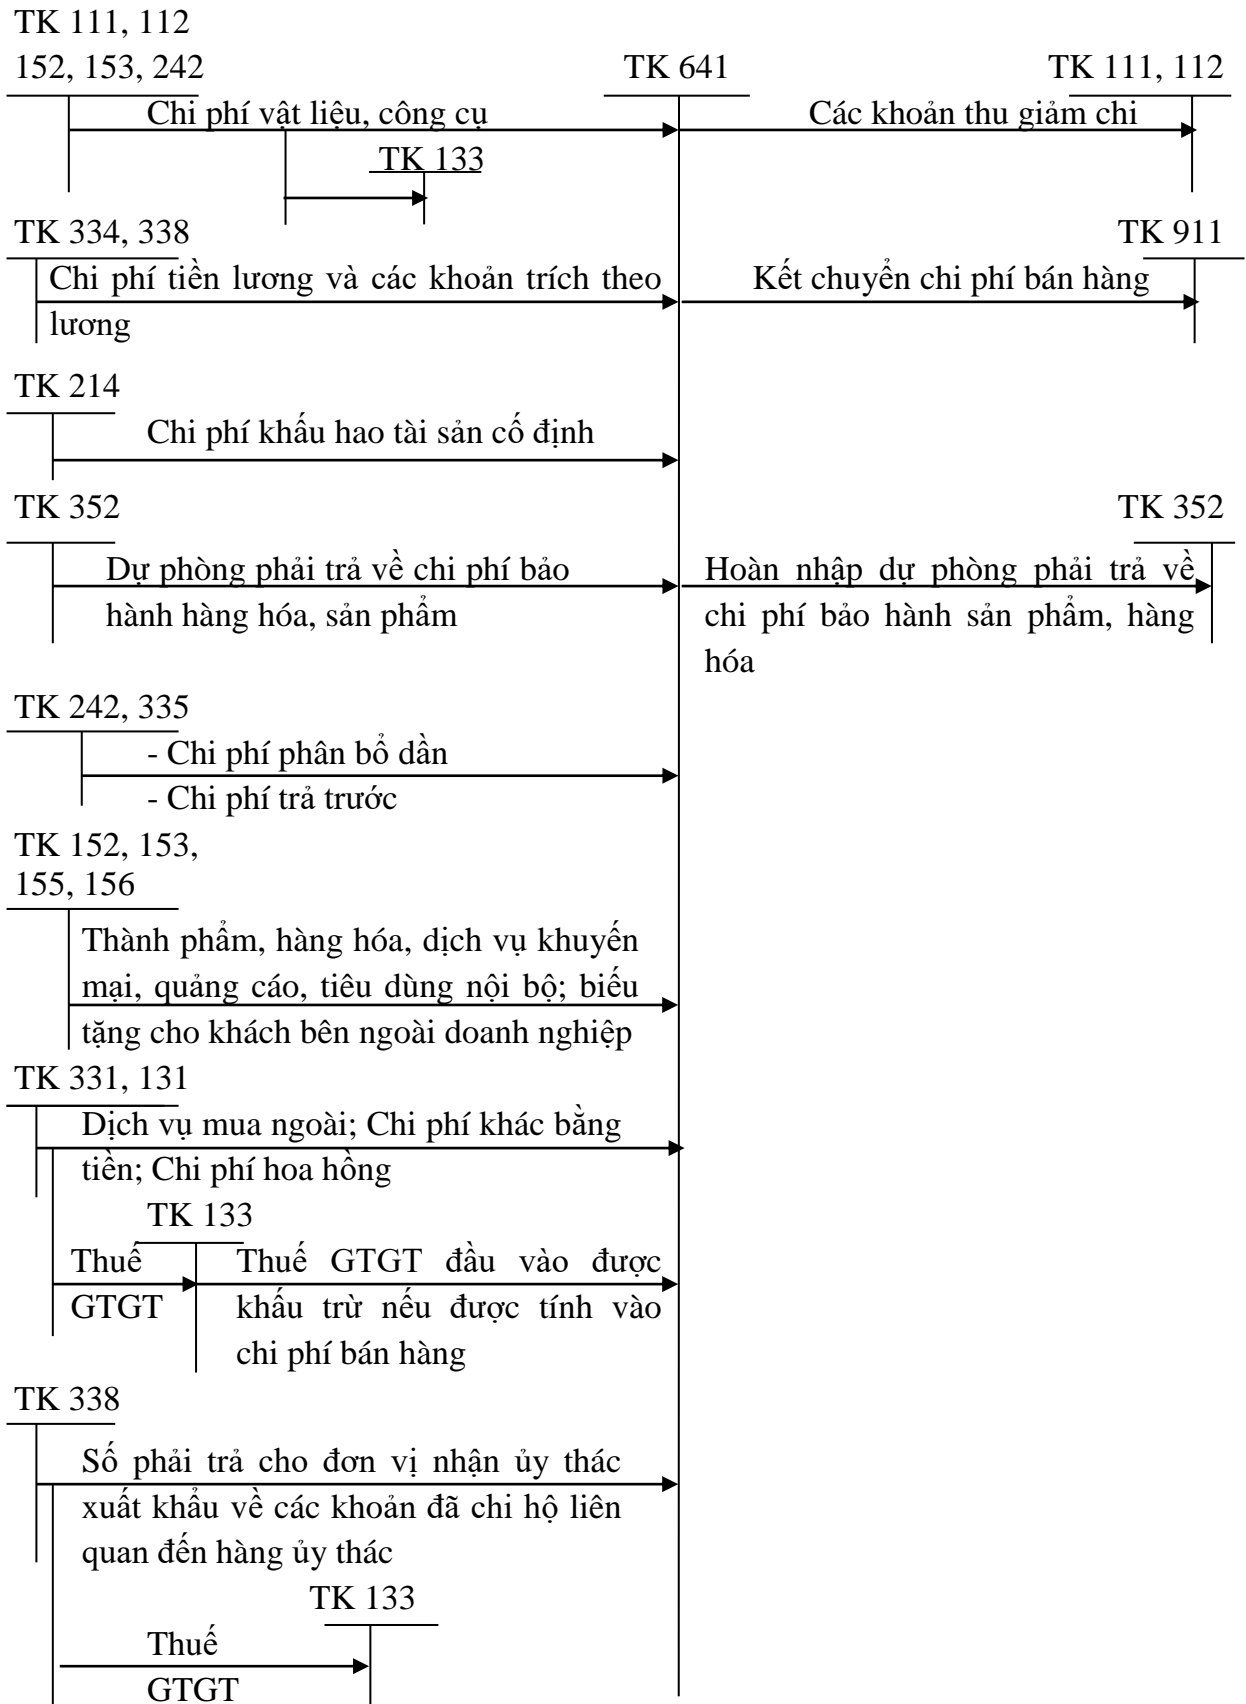 TK 111, 112
152, 153, 242
TK 641
TK 111, 112
Chi phí vật liệu, công cụ
Các khoản thu giảm chi
TK 133
TK 334, 338
TK 911
Chi phí tiền lương và các khoản trích theo
lương
Kết chuyển chi phí bán hàng
TK 214
Chi phí khấu hao tài sản cố định
TK 352
TK 352
Dự phòng phải trả về chi phí bảo
hành hàng hóa, sản phẩm
Hoàn nhập dự phòng phải trả về
chi phí bảo hành sản phẩm, hàng
hóa
TK 242, 335
- Chi phí phân bổ dần
- Chi phí trả trước
TK 152, 153,
155, 156
Thành phẩm, hàng hóa, dịch vụ khuyến
mại, quảng cáo, tiêu dùng nội bộ; biếu
tặng cho khách bên ngoài doanh nghiệp
TK 331, 131
Dịch vụ mua ngoài; Chi phí khác bằng
tiền; Chi phí hoa hồng
TK 133
Thuế
GTGT
Thuế GTGT đầu vào được
khấu trừ nếu được tính vào
chi phí bán hàng
TK 338
Số phải trả cho đơn vị nhận ủy thác
xuất khẩu về các khoản đã chi hộ liên
quan đến hàng ủy thác
TK 133
Thuế
GTGT